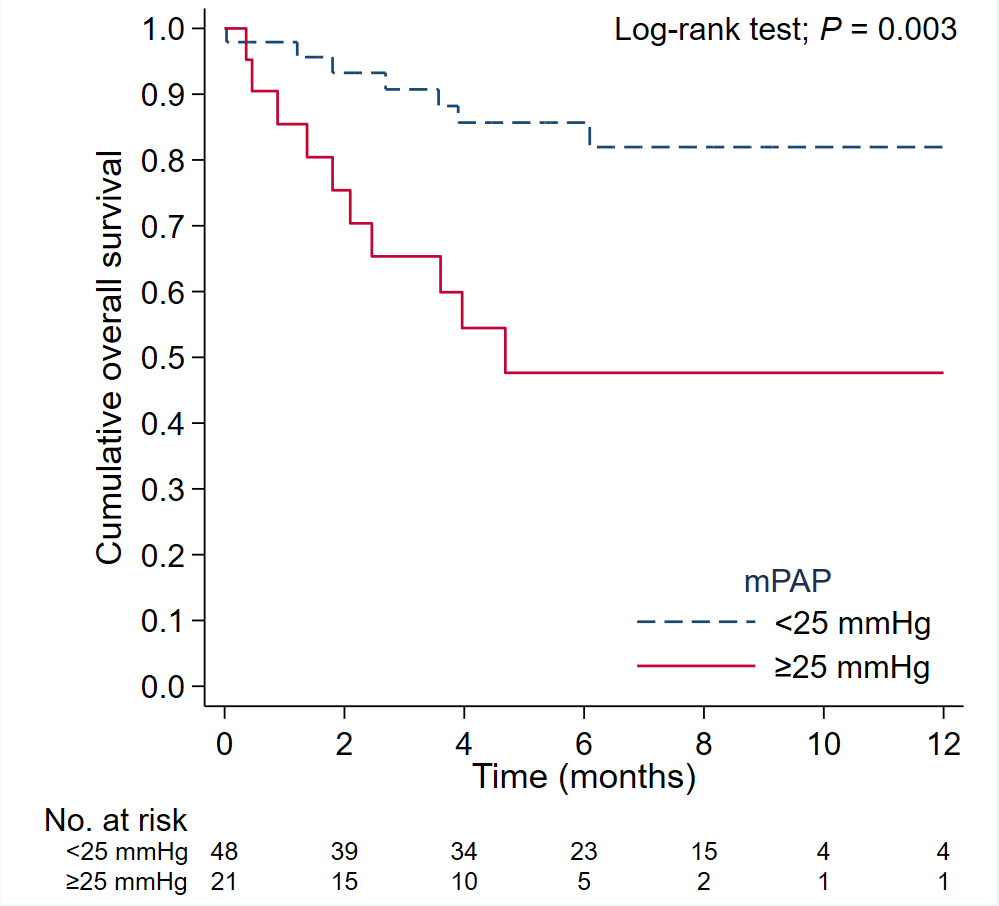 Log-rank test; P = 0.003
1.0
0.9
0.8
0.7
0.6
0.5
0.4
0.3
0.2
0.1
0.0
Cumulative overall survival
mPAP
<25 mmHg
≥25 mmHg
0 2 4 6 8 10 12
Time (months)
No. at risk
<25 mmHg 48 39 34 23 15 4 4
≥25 mmHg 21 15 10 5 2 1 1